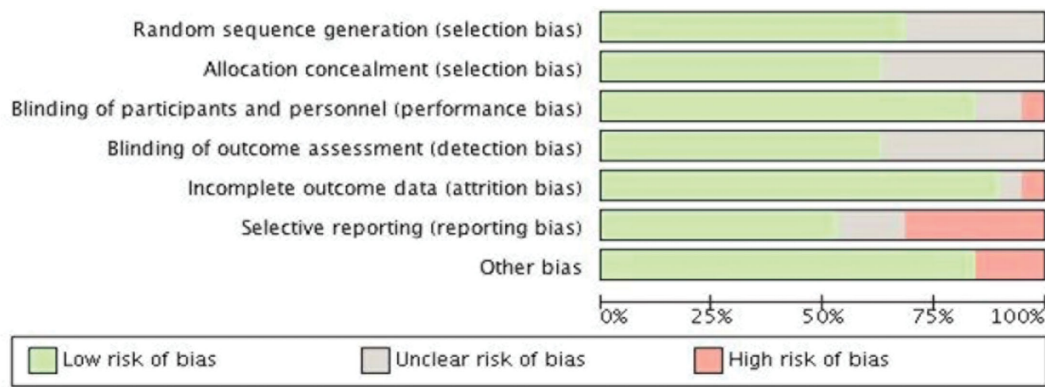 Random sequence generation (selection bias)
Allocation concealment (selection bias)
Blinding of participants and personnel (performance bias)
Blinding of outcome assessment (detection bias)
Incomplete outcome data (attrition bias)
Selective reporting (reporting bias)
Other bias
0% 25% 50% 75% 100%
Low risk of bias Unclear risk of bias High risk of bias